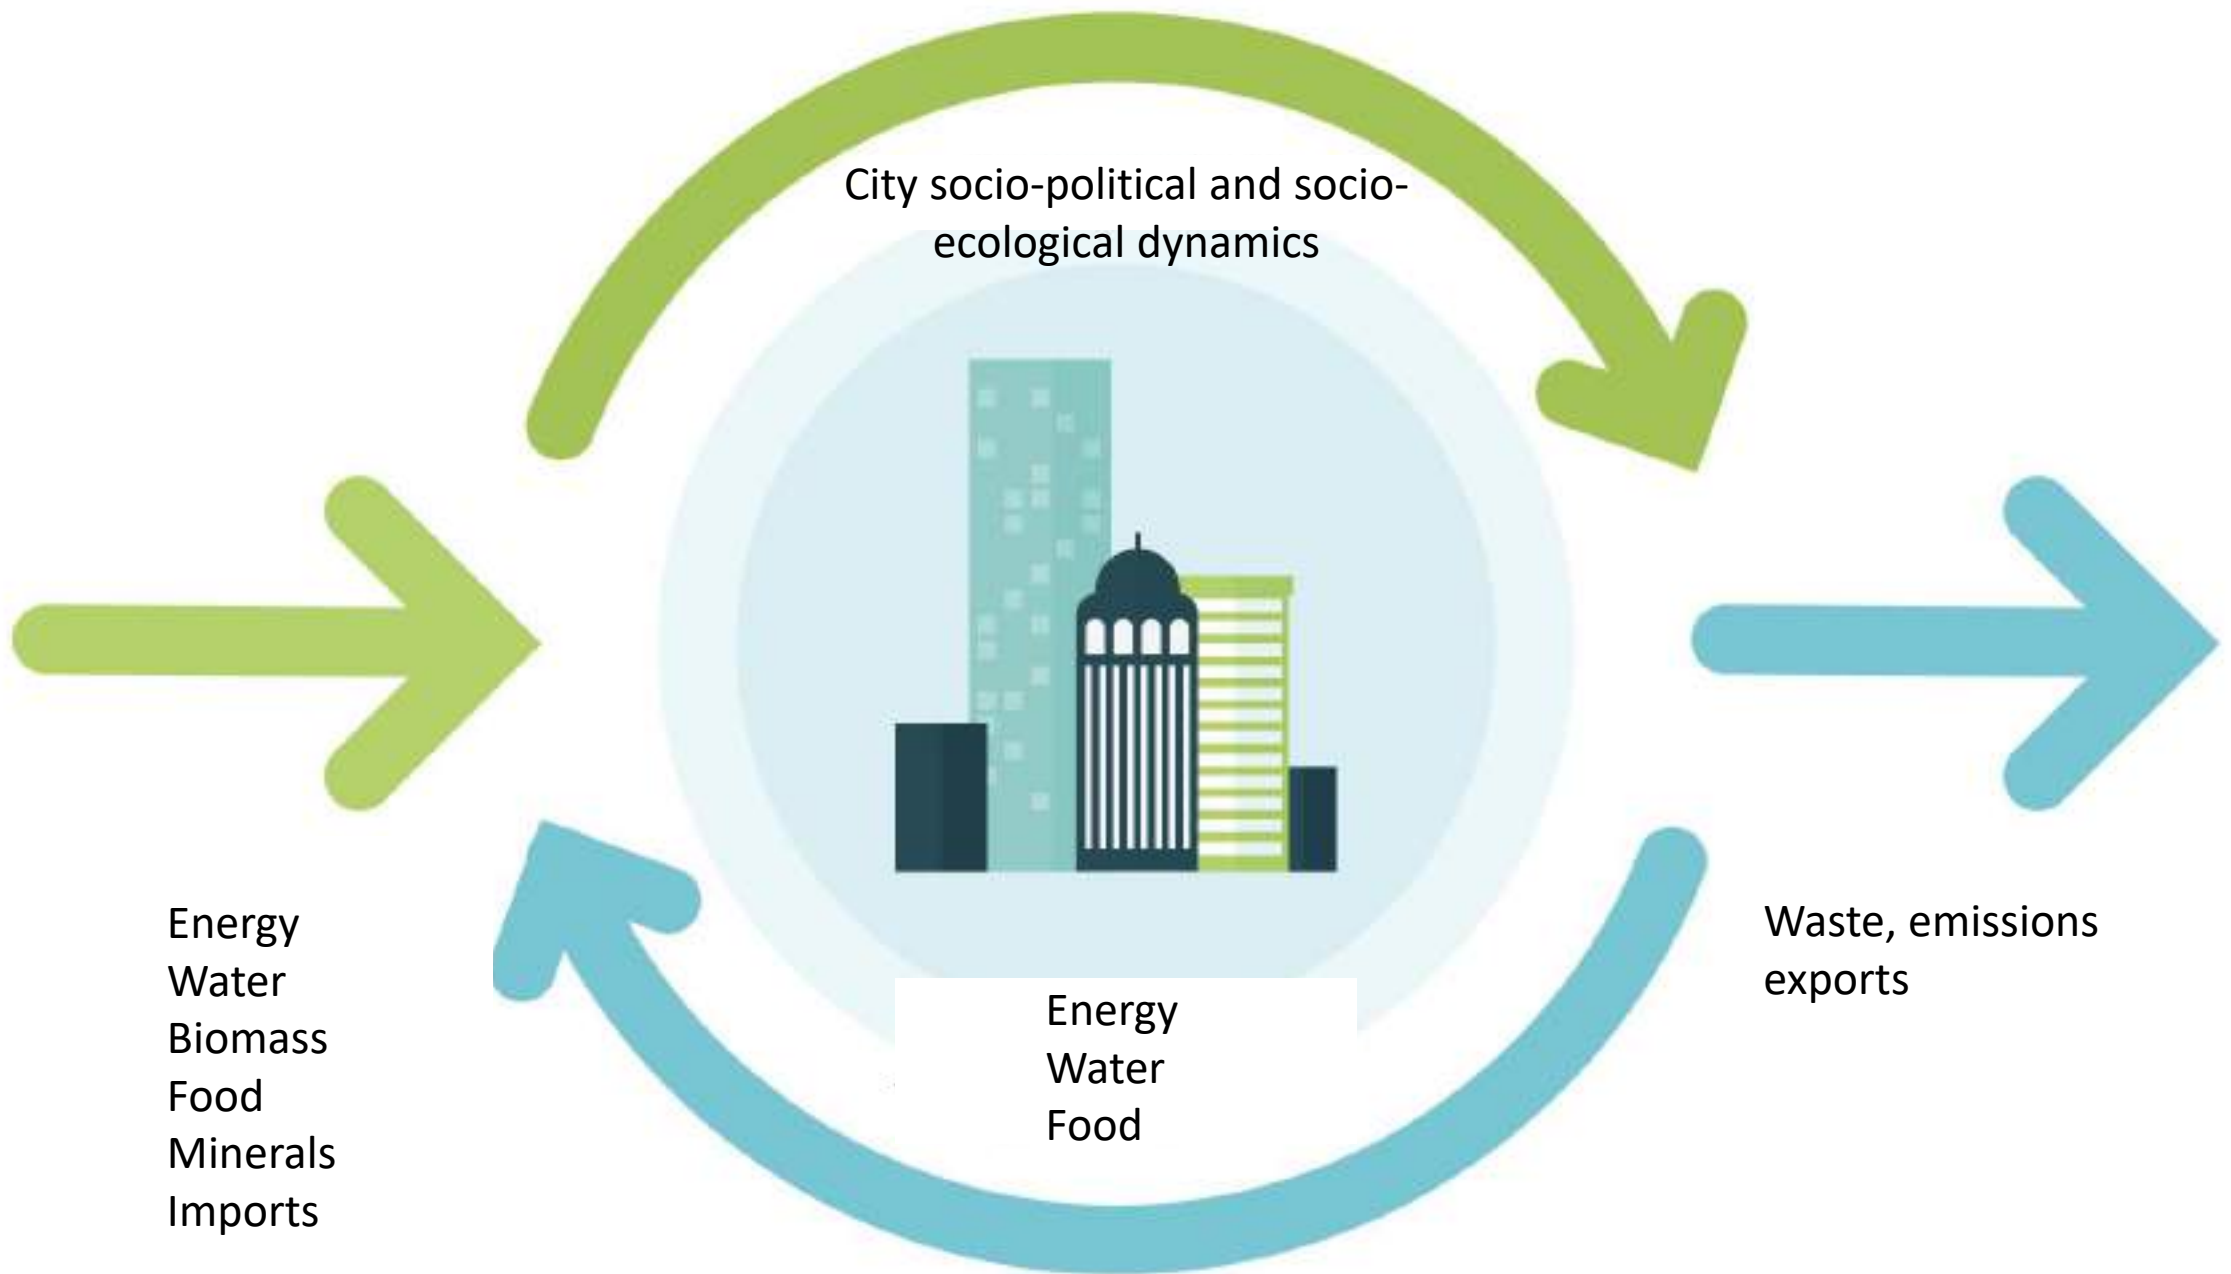 City socio-political and socio-
ecological dynamics
Energy
Water
Biomass
Food
Minerals
Imports
Energy
Water
Food
Waste, emissions
exports